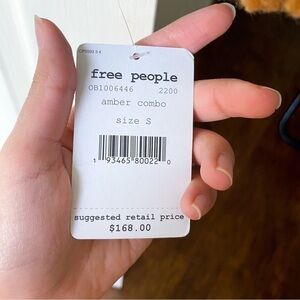 free people
OB1006446 2200
amber combo
size S
1 93465 80022 0
suggested retail price
$168.00